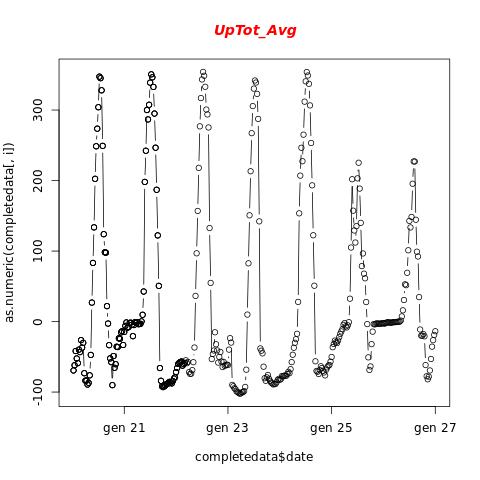 UpTot_Avg
as.numeric(completedata[, i])
300
200
100
0
-100
gen 21
gen 23
gen 25
gen 27
completedata$date